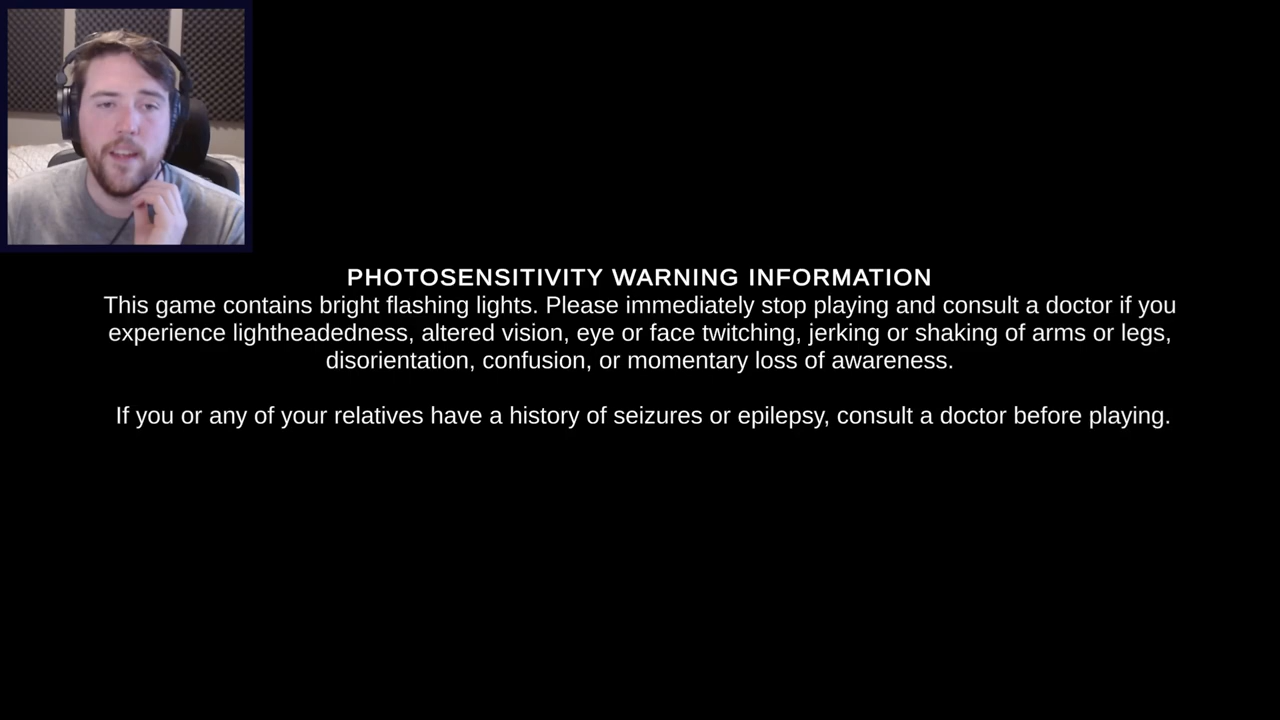 PHOTOSENSITIVITY WARNING INFORMATION
This game contains bright flashing lights. Please immediately stop playing and consult a doctor if you
experience lightheadedness, altered vision, eye or face twitching, jerking or shaking of arms or legs,
disorientation, confusion, or momentary loss of awareness.
If you or any of your relatives have a history of seizures or epilepsy, consult a doctor before playing.